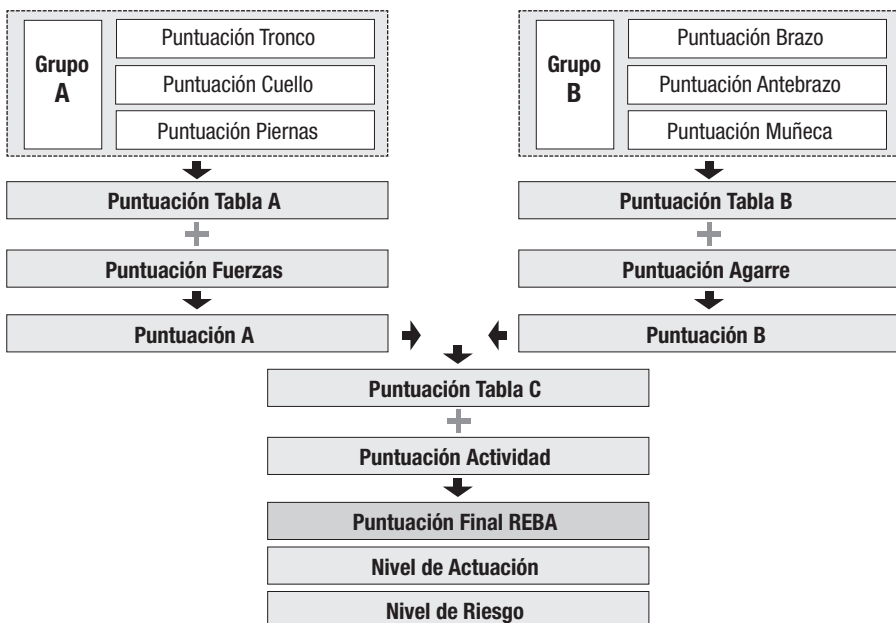 Grupo
A
Puntuación Tronco
Puntuación Cuello
Puntuación Piernas
Puntuación Tabla A
+
Puntuación Fuerzas
Puntuación A
Grupo
B
Puntuación Brazo
Puntuación Antebrazo
Puntuación Muñeca
Puntuación Tabla B
+
Puntuación Agarre
Puntuación B
Puntuación Tabla C
+
Puntuación Actividad
Puntuación Final REBA
Nivel de Actuación
Nivel de Riesgo